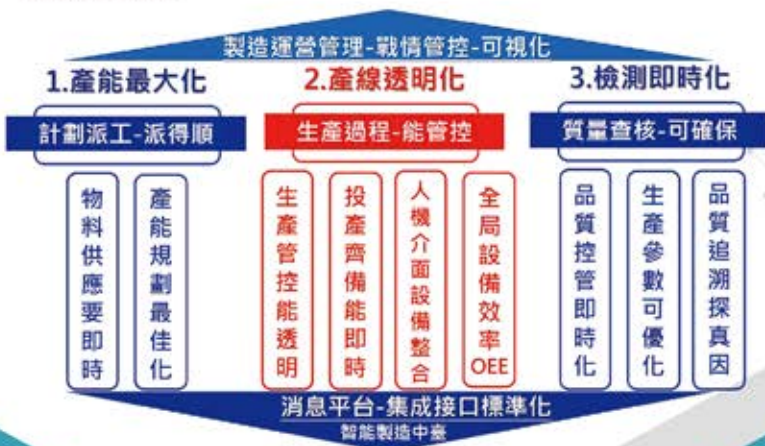 製造運營管理-戰情管控-可視化
1.產能最大化
2.產線透明化
3.檢測即時化
計劃派工-派得順
生產過程-能管控
質量查核-可確保
物料供應要即時
產能規劃最佳化
生產管控能透明
投產齊備能即時
人機介面設備整合
全局設備效率OEE
品質控管即時化
生產參數可優化
品質追溯探真因
消息平台-集成接口標準化
智能製造中臺